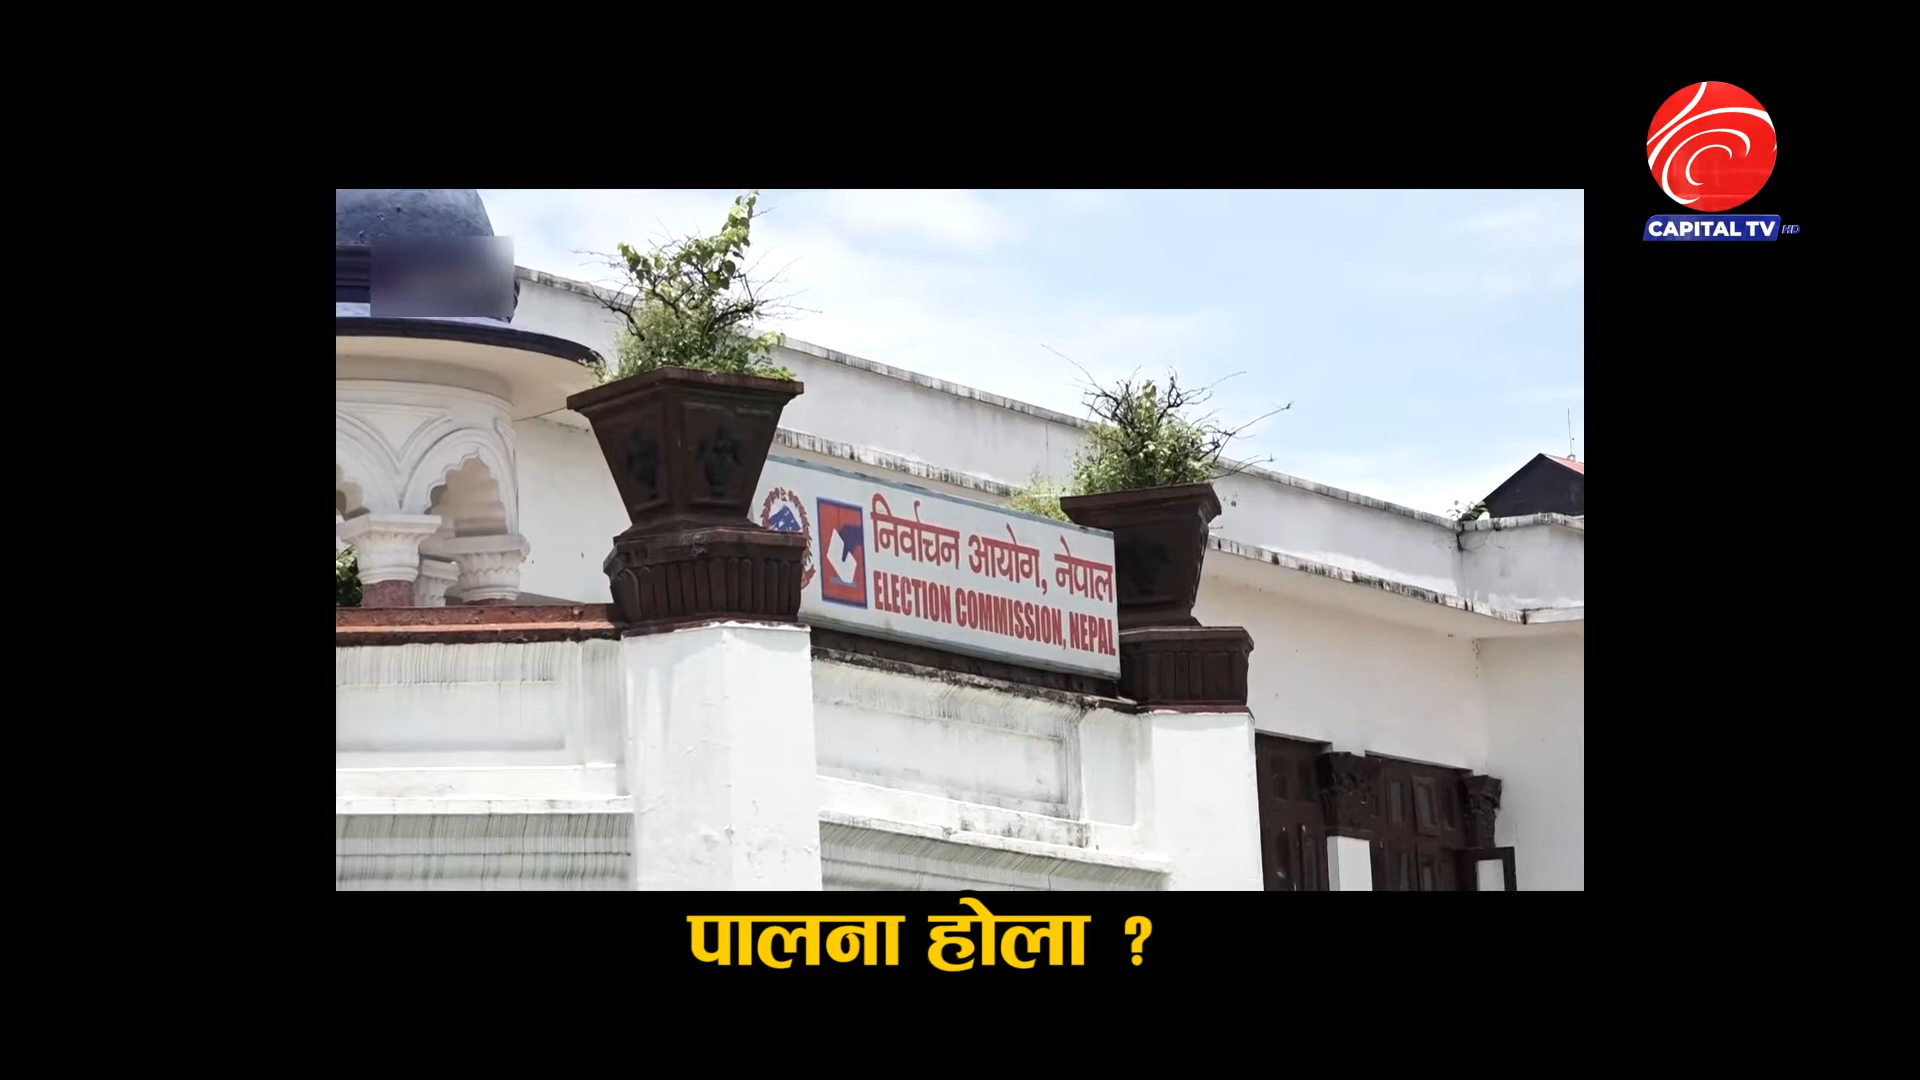 CAPITAL TV HD
निर्वाचन आयोग, नेपाल
ELECTION COMMISSION, NEPAL
पालना होला ?